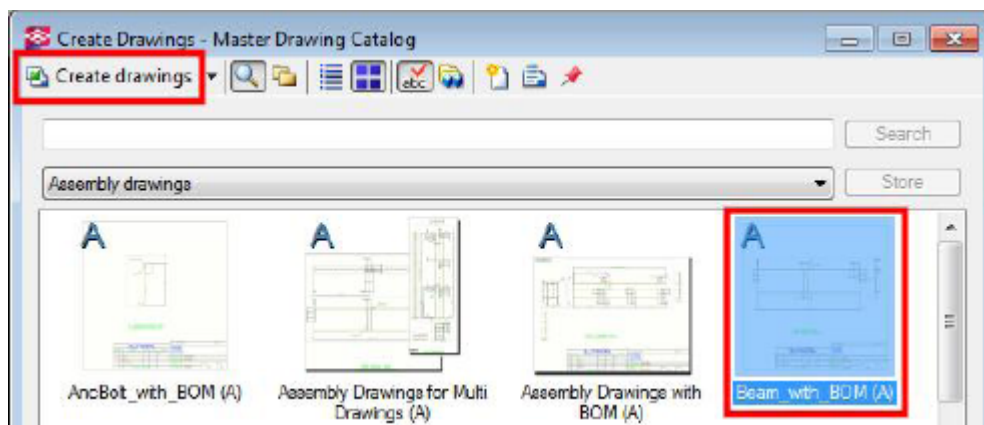 Create Drawings - Master Drawing Catalog
Create drawings
abc
Search
Assembly drawings
Store
A
A
A
A
AncBolt_with_BOM (A)
Assembly Drawings for Multi
Drawings (A)
Assembly Drawings with
BOM (A)
Beam_with_BOM (A)